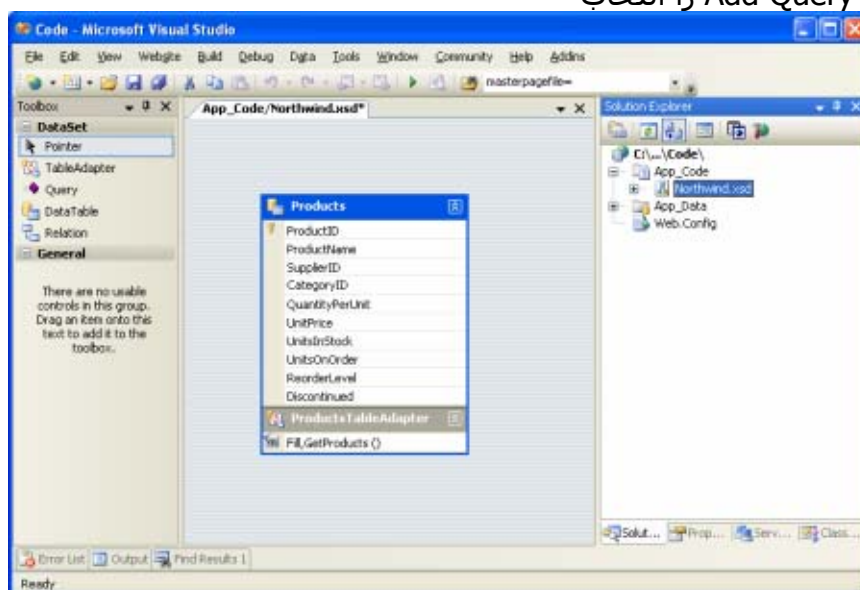 Add Query را انتخاب
Code - Microsoft Visual Studio
File Edit View Website Build Debug Data Tools Window Community Help Addins
masterpagefile=
Toolbox
App_Code/Northwind.xsd*
Solution Explorer
DataSet
Pointer
TableAdapter
Query
DataTable
Relation
General
There are no usable
controls in this group.
Drag an item onto this
text to add it to the
toolbox.
Products
ProductID
ProductName
SupplierID
CategoryID
QuantityPerUnit
UnitPrice
UnitsInStock
UnitsOnOrder
ReorderLevel
Discontinued
ProductsTableAdapter
Fill,GetProducts ()
C:\...\Code\
App_Code
Northwind.xsd
App_Data
Web.Config
Solut... Prop... Serv... Class...
Error List Output Find Results 1
Ready